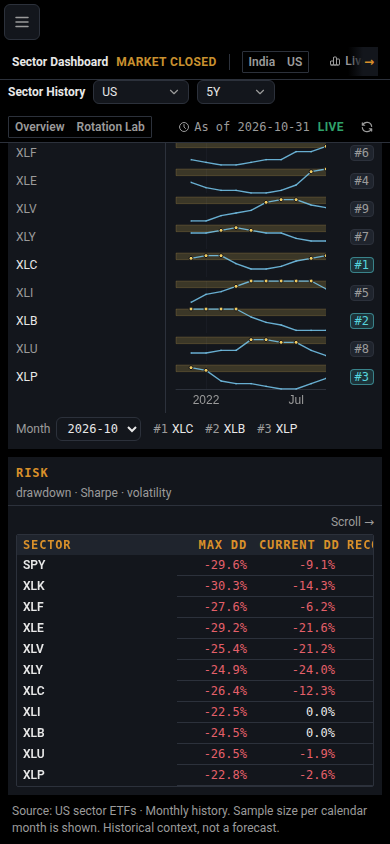 Sector Dashboard MARKET CLOSED India US Liv →
Sector History US 5Y
Overview Rotation Lab As of 2026-10-31 LIVE
XLF #6
XLE #4
XLV #9
XLY #7
XLC #1
XLI #5
XLB #2
XLU #8
XLP #3
2022 Jul
Month 2026-10 #1 XLC #2 XLB #3 XLP
RISK
drawdown · Sharpe · volatility
Scroll →
SECTOR MAX DD CURRENT DD RECO
SPY -29.6% -9.1%
XLK -30.3% -14.3%
XLF -27.6% -6.2%
XLE -29.2% -21.6%
XLV -25.4% -21.2%
XLY -24.9% -24.0%
XLC -26.4% -12.3%
XLI -22.5% 0.0%
XLB -24.5% 0.0%
XLU -26.5% -1.9%
XLP -22.8% -2.6%
Source: US sector ETFs · Monthly history. Sample size per calendar
month is shown. Historical context, not a forecast.